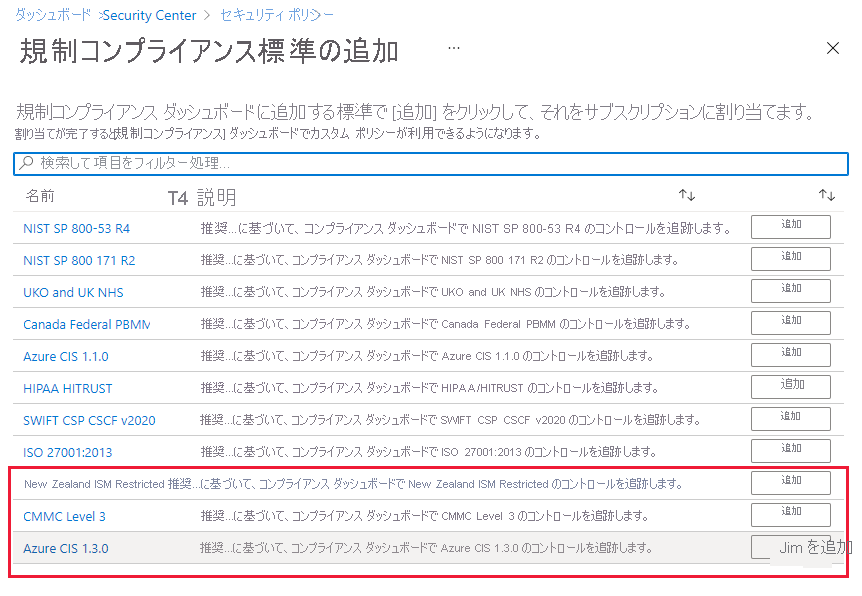 ダッシュボード >Security Center > セキュリティ ポリシー
規制コンプライアンス標準の追加 ...
規制コンプライアンス ダッシュボードに追加する標準で [追加] をクリックして、それをサブスクリプションに割り当てます。
割り当てが完了すると規制コンプライアンス] ダッシュボードでカスタム ポリシーが利用できるようになります。
検索して項目をフィルター処理...
名前 T4 説明 ↑↓ ↑↓
NIST SP 800-53 R4 推奨...に基づいて、コンプライアンス ダッシュボードで NIST SP 800-53 R4 のコントロールを追跡します。 追加
NIST SP 800 171 R2 推奨...に基づいて、コンプライアンス ダッシュボードで NIST SP 800 171 R2 のコントロールを追跡します。 追加
UKO and UK NHS 推奨...に基づいて、コンプライアンス ダッシュボードで UKO and UK NHS のコントロールを追跡します。 追加
Canada Federal PBMM 推奨...に基づいて、コンプライアンス ダッシュボードで Canada Federal PBMM のコントロールを追跡します。 追加
Azure CIS 1.1.0 推奨...に基づいて、コンプライアンス ダッシュボードで Azure CIS 1.1.0 のコントロールを追跡します。 追加
HIPAA HITRUST 推奨...に基づいて、コンプライアンス ダッシュボードで HIPAA/HITRUST のコントロールを追跡します。 追加
SWIFT CSP CSCF v2020 推奨...に基づいて、コンプライアンス ダッシュボードで SWIFT CSP CSCF v2020 のコントロールを追跡します。 追加
ISO 27001:2013 推奨...に基づいて、コンプライアンス ダッシュボードで ISO 27001:2013 のコントロールを追跡します。 追加
New Zealand ISM Restricted 推奨...に基づいて、コンプライアンス ダッシュボードで New Zealand ISM Restricted のコントロールを追跡します。 追加
CMMC Level 3 推奨...に基づいて、コンプライアンス ダッシュボードで CMMC Level 3 のコントロールを追跡します。 追加
Azure CIS 1.3.0 推奨...に基づいて、コンプライアンス ダッシュボードで Azure CIS 1.3.0 のコントロールを追跡します。 Jim を追加